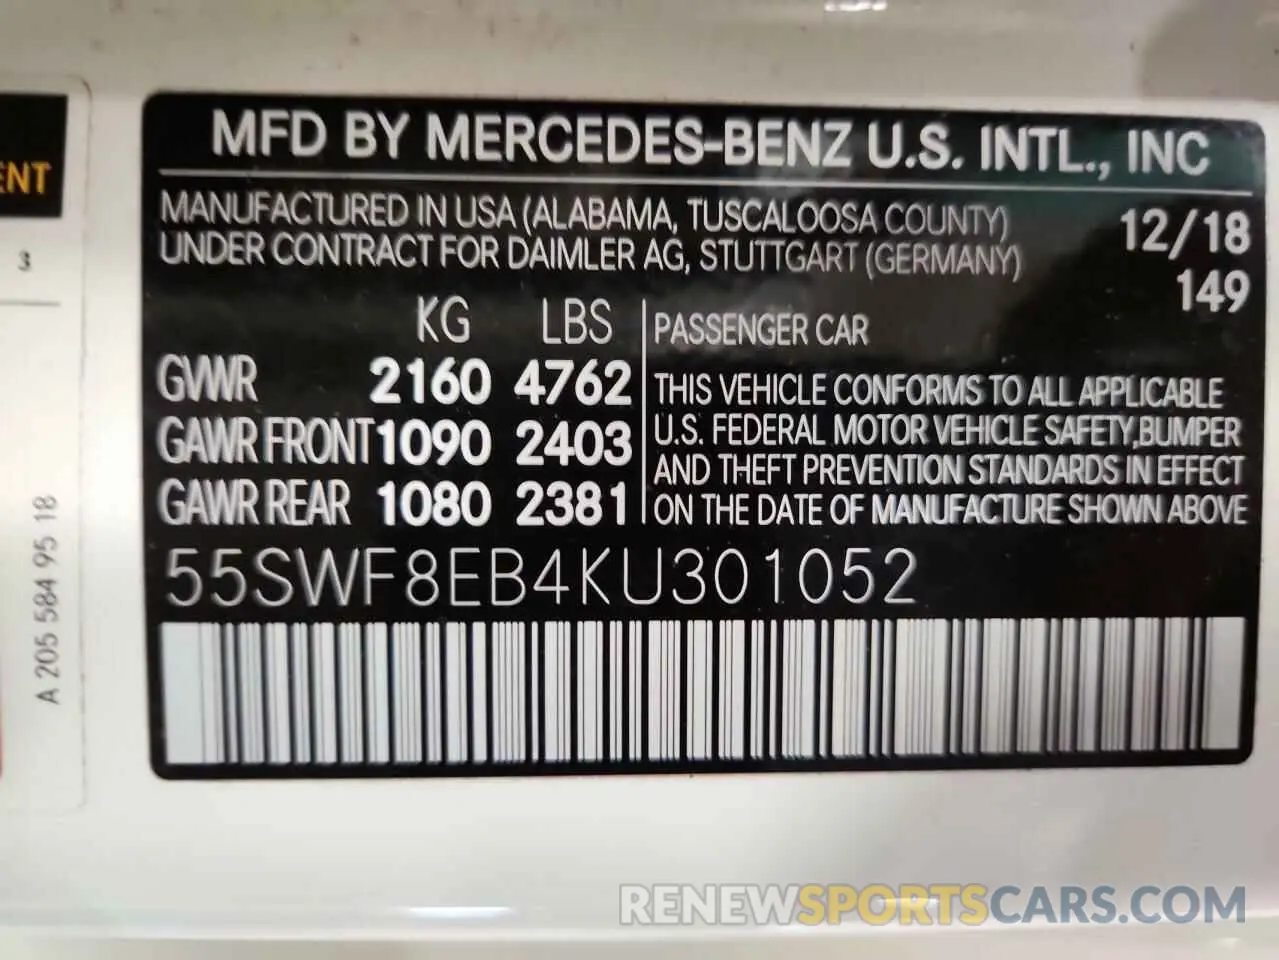 MFD BY MERCEDES-BENZ U.S. INTL., INC
MANUFACTURED IN USA (ALABAMA, TUSCALOOSA COUNTY)
UNDER CONTRACT FOR DAIMLER AG, STUTTGART (GERMANY)
12/18
149
KG LBS
GVWR 2160 4762
GAWR FRONT 1090 2403
GAWR REAR 1080 2381
PASSENGER CAR
THIS VEHICLE CONFORMS TO ALL APPLICABLE
U.S. FEDERAL MOTOR VEHICLE SAFETY,BUMPER
AND THEFT PREVENTION STANDARDS IN EFFECT
ON THE DATE OF MANUFACTURE SHOWN ABOVE
55SWF8EB4KU301052
ENT
3
A 205 584 95 18
RENEWSPORTSCARS.COM
12/18